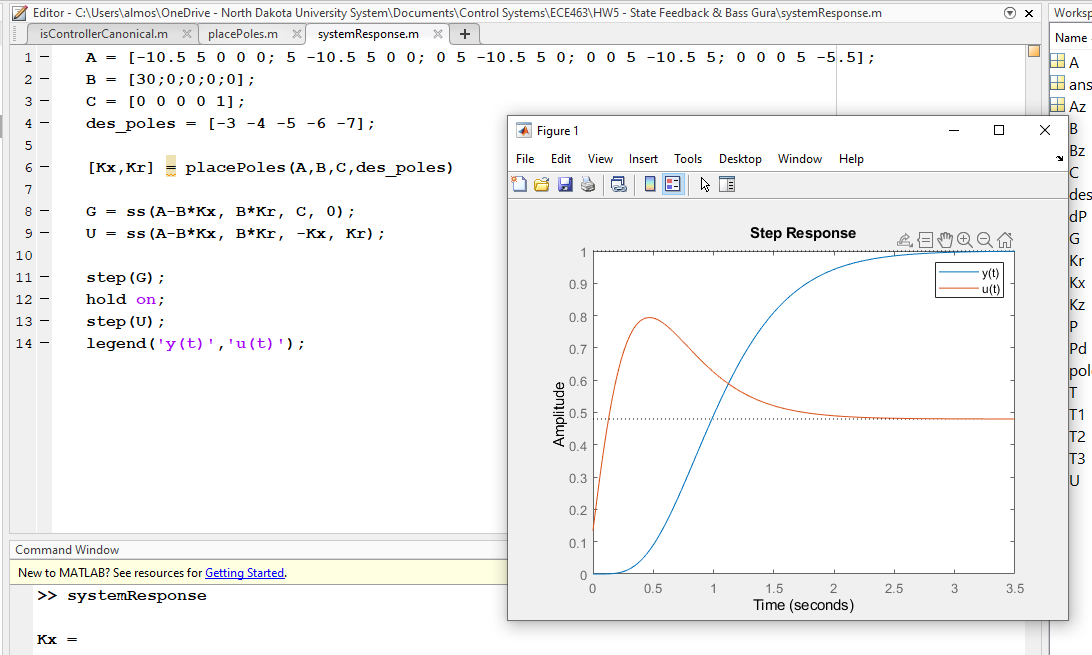 Editor - C:\Users\almos\OneDrive - North Dakota University System\Documents\Control Systems\ECE463\HW5 - State Feedback & Bass Gura\systemResponse.m
isControllerCanonical.m
placePoles.m
systemResponse.m
+
1 – A = [-10.5 5 0 0 0; 5 -10.5 5 0 0; 0 5 -10.5 5 0; 0 0 5 -10.5 5; 0 0 0 5 -5.5];
2 – B = [30;0;0;0;0];
3 – C = [0 0 0 0 1];
4 – des_poles = [-3 -4 -5 -6 -7];
5
6 – [Kx,Kr] = placePoles(A,B,C,des_poles)
7
8 – G = ss(A-B*Kx, B*Kr, C, 0);
9 – U = ss(A-B*Kx, B*Kr, -Kx, Kr);
10
11 – step(G);
12 – hold on;
13 – step(U);
14 – legend('y(t)','u(t)');
Command Window
New to MATLAB? See resources for Getting Started.
>> systemResponse
Kx =
Figure 1
File Edit View Insert Tools Desktop Window Help
Step Response
y(t)
u(t)
Amplitude
1
0.9
0.8
0.7
0.6
0.5
0.4
0.3
0.2
0.1
0
0 0.5 1 1.5 2 2.5 3 3.5
Time (seconds)
Worksp
Name
A
ans
Az
B
Bz
C
des
dP
G
Kr
Kx
Kz
P
Pd
pol
T
T1
T2
T3
U